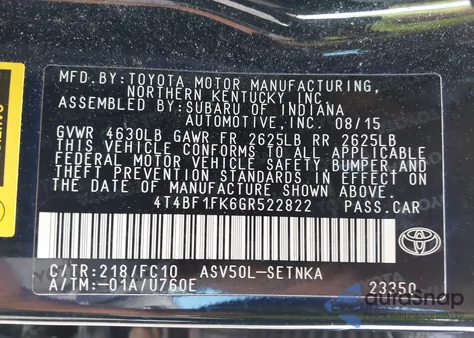 MFD. BY: TOYOTA MOTOR MANUFACTURING,
NORTHERN KENTUCKY, INC.
ASSEMBLED BY: SUBARU OF INDIANA
AUTOMOTIVE, INC. 08/15
GVWR 4630LB GAWR FR 2625LB RR 2625LB
THIS VEHICLE CONFORMS TO ALL APPLICABLE
FEDERAL MOTOR VEHICLE SAFETY, BUMPER, AND
THEFT PREVENTION STANDARDS IN EFFECT ON
THE DATE OF MANUFACTURE SHOWN ABOVE.
4T4BF1FK6GR522822 PASS.CAR
C/TR:218/FC10 ASV50L-SETNKA
A/TM:-01A/U760E 23350
TOYOTA
autoSnap